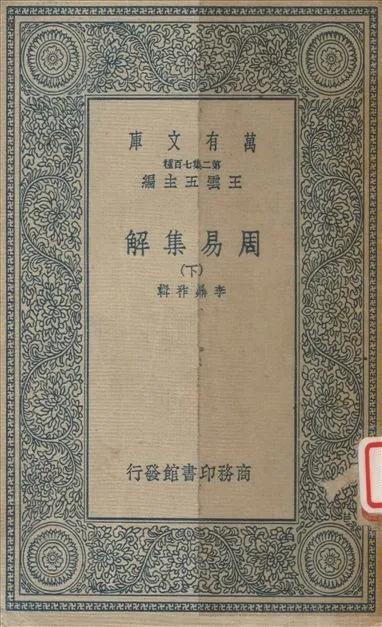 萬有文庫
第二集七百種
王雲五主編
周易集解
(下)
李鼎祚輯
商務印書館發行